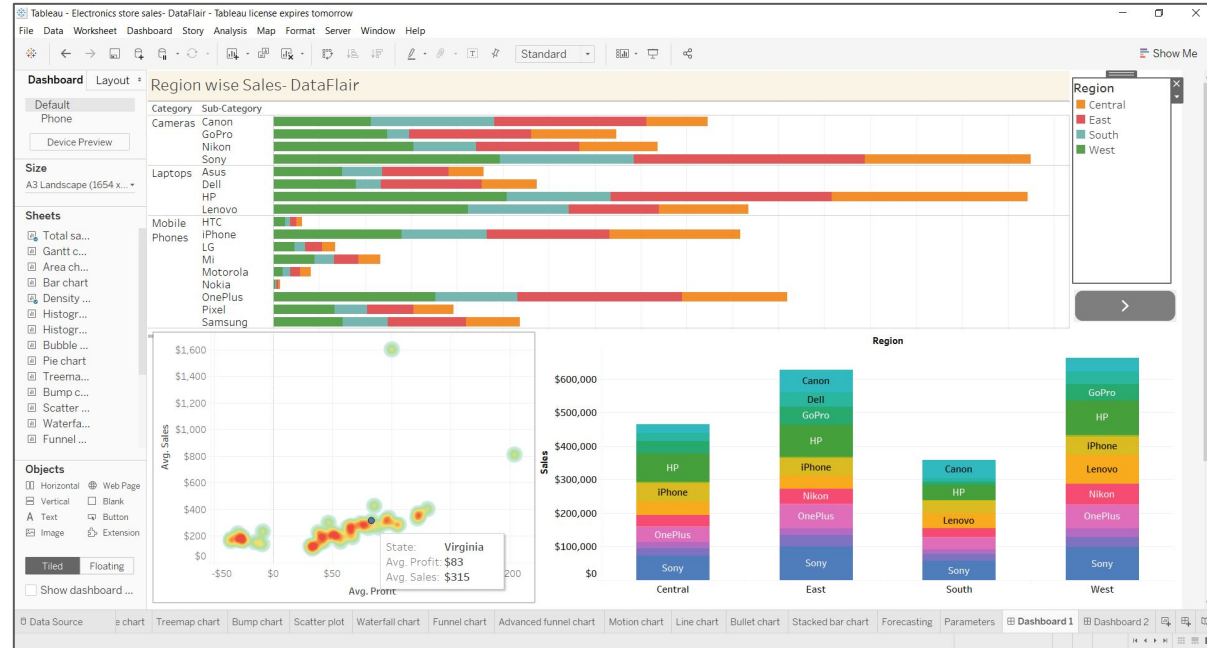 Tableau - Electronics store sales- DataFlair - Tableau license expires tomorrow
File Data Worksheet Dashboard Story Analysis Map Format Server Window Help
Standard
Show Me
Dashboard Layout
Default
Phone
Device Preview
Size
A3 Landscape (1654 x...
Sheets
Total sa...
Gantt c...
Area ch...
Bar chart
Density ...
Histogr...
Histogr...
Bubble ...
Pie chart
Treema...
Bump c...
Scatter ...
Waterfa...
Funnel ...
Objects
Horizontal Web Page
Vertical Blank
A Text Button
Image Extension
Tiled Floating
Show dashboard ...
Region wise Sales- DataFlair
Category Sub-Category
Cameras Canon
GoPro
Nikon
Sony
Laptops Asus
Dell
HP
Lenovo
Mobile Phones HTC
iPhone
LG
Mi
Motorola
Nokia
OnePlus
Pixel
Samsung
Region
Central
East
South
West
$1,600
$1,400
$1,200
$1,000
$800
$600
$400
$200
$0
Avg. Sales
-$50 $0 $50 200
Avg. Profit
State: Virginia
Avg. Profit: $83
Avg. Sales: $315
Region
$600,000
$500,000
$400,000
$300,000
$200,000
$100,000
$0
Sales
HP
iPhone
OnePlus
Sony
Central
Canon
Dell
GoPro
HP
iPhone
Nikon
OnePlus
Sony
East
Canon
HP
Lenovo
Sony
South
GoPro
HP
iPhone
Lenovo
Nikon
OnePlus
Sony
West
Data Source e chart Treemap chart Bump chart Scatter plot Waterfall chart Funnel chart Advanced funnel chart Motion chart Line chart Bullet chart Stacked bar chart Forecasting Parameters Dashboard 1 Dashboard 2